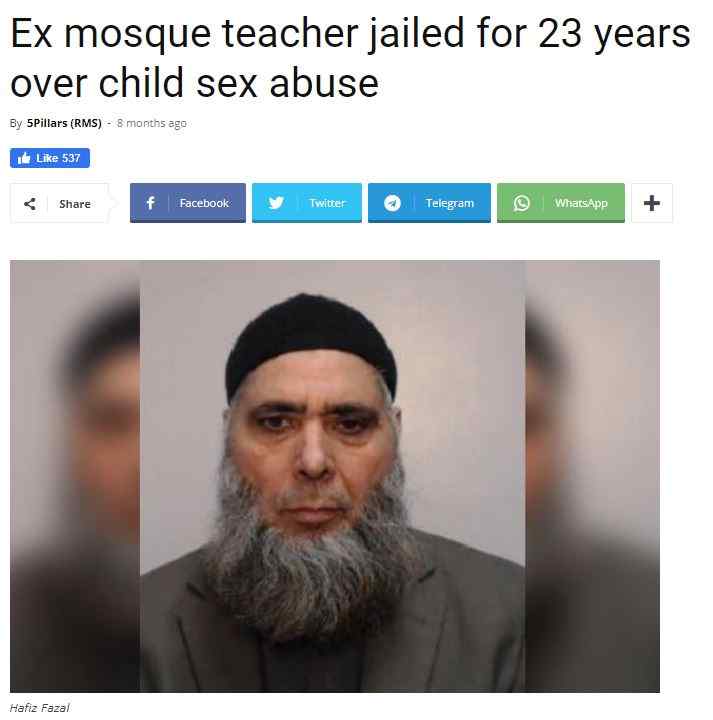 Ex mosque teacher jailed for 23 years
over child sex abuse
By 5Pillars (RMS) - 8 months ago
Like 537
Share
Facebook
Twitter
Telegram
WhatsApp
Hafiz Fazal